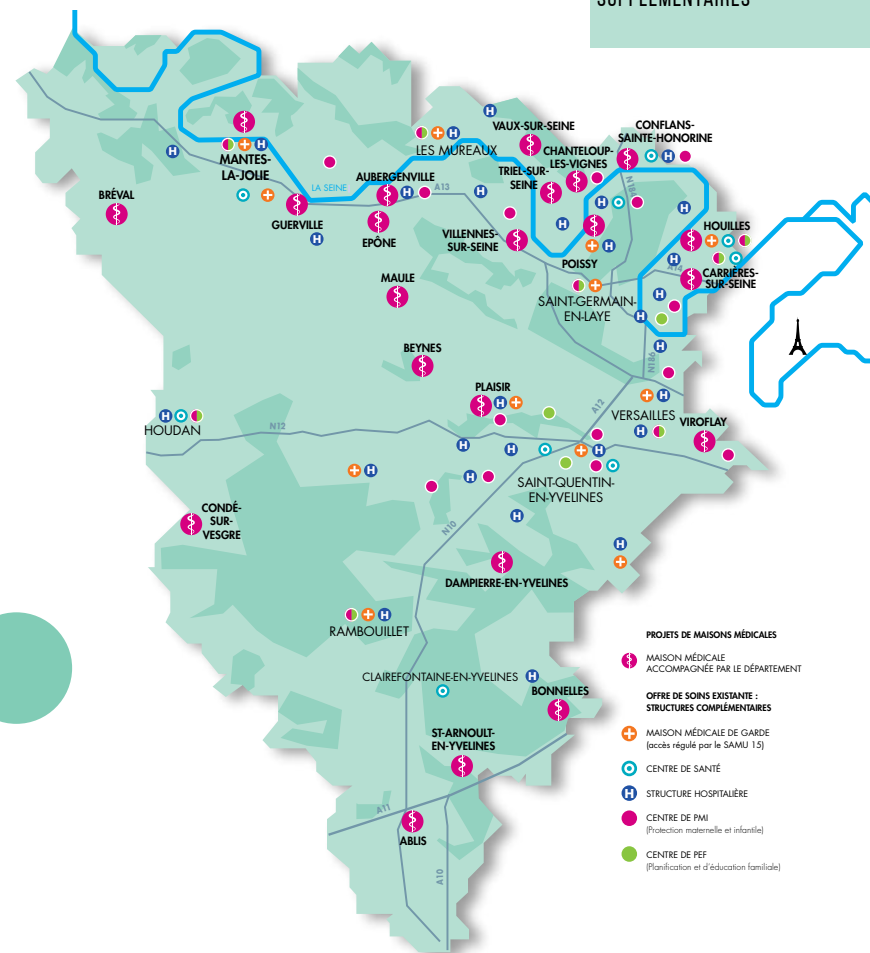 SUPPLÉMENTAIRES
VAUX-SUR-SEINE
CONFLANS-
SAINTE-HONORINE
LES MUREAUX
CHANTELOUP-
LES-VIGNES
MANTES-
LA-JOLIE
TRIEL-SUR-
SEINE
AUBERGENVILLE
LA SEINE
A13
N184
BRÉVAL
GUERVILLE
EPÔNE
VILLENNES-
SUR-SEINE
HOUILLES
POISSY
A14
CARRIÈRES-
SUR-SEINE
MAULE
SAINT-GERMAIN-
EN-LAYE
BEYNES
N186
PLAISIR
A12
VERSAILLES
VIROFLAY
HOUDAN
N12
SAINT-QUENTIN-
EN-YVELINES
CONDÉ-
SUR-
VESGRE
N10
DAMPIERRE-EN-YVELINES
RAMBOUILLET
CLAIREFONTAINE-EN-YVELINES
BONNELLES
ST-ARNOULT-
EN-YVELINES
A11
ABLIS
A10
PROJETS DE MAISONS MÉDICALES
MAISON MÉDICALE
ACCOMPAGNÉE PAR LE DÉPARTEMENT
OFFRE DE SOINS EXISTANTE :
STRUCTURES COMPLÉMENTAIRES
MAISON MÉDICALE DE GARDE
(accès régulé par le SAMU 15)
CENTRE DE SANTÉ
H STRUCTURE HOSPITALIÈRE
CENTRE DE PMI
(Protection maternelle et infantile)
CENTRE DE PEF
(Planification et d'éducation familiale)